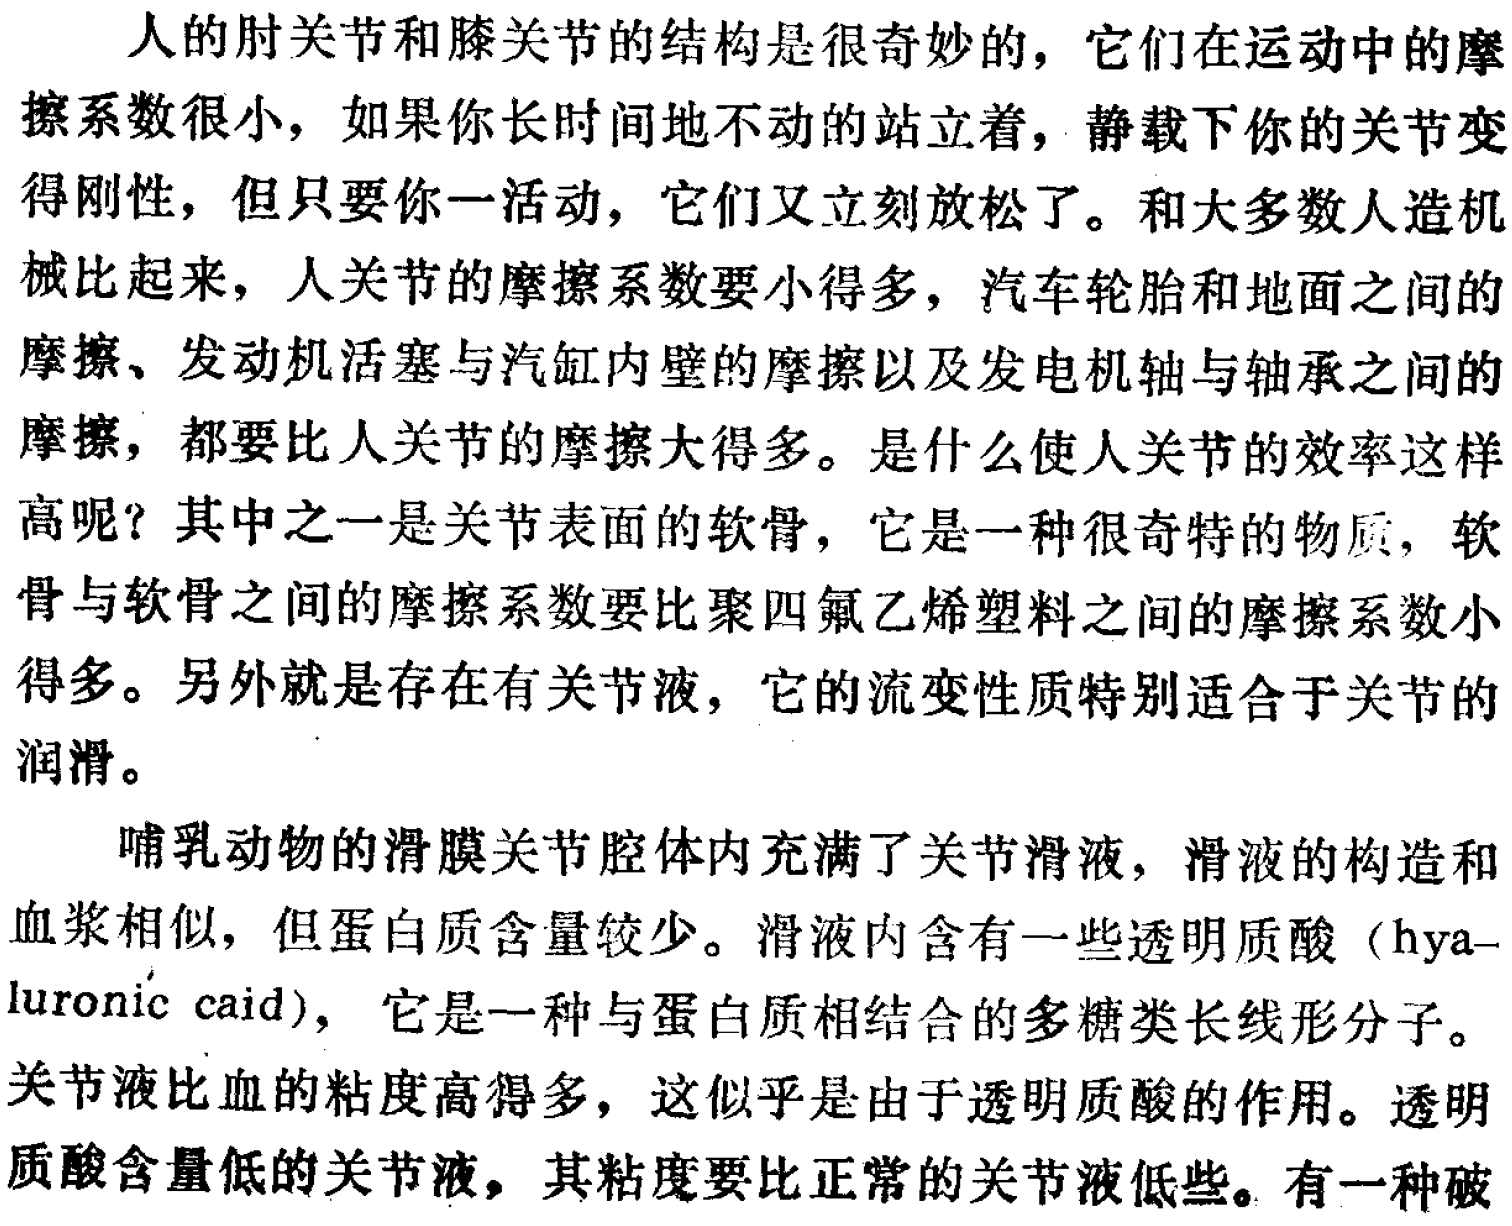 人的肘关节和膝关节的结构是很奇妙的，它们在运动中的摩
擦系数很小，如果你长时间地不动的站立着，静载下你的关节变
得刚性，但只要你一活动，它们又立刻放松了。和大多数人造机
械比起来，人关节的摩擦系数要小得多，汽车轮胎和地面之间的
摩擦、发动机活塞与汽缸内壁的摩擦以及发电机轴与轴承之间的
摩擦，都要比人关节的摩擦大得多。是什么使人关节的效率这样
高呢？其中之一是关节表面的软骨，它是一种很奇特的物质，软
骨与软骨之间的摩擦系数要比聚四氟乙烯塑料之间的摩擦系数小
得多。另外就是存在有关节液，它的流变性质特别适合于关节的
润滑。
哺乳动物的滑膜关节腔体内充满了关节滑液，滑液的构造和
血浆相似，但蛋白质含量较少。滑液内含有一些透明质酸（hya-
luronic caid），它是一种与蛋白质相结合的多糖类长线形分子。
关节液比血的粘度高得多，这似乎是由于透明质酸的作用。透明
质酸含量低的关节液，其粘度要比正常的关节液低些。有一种破